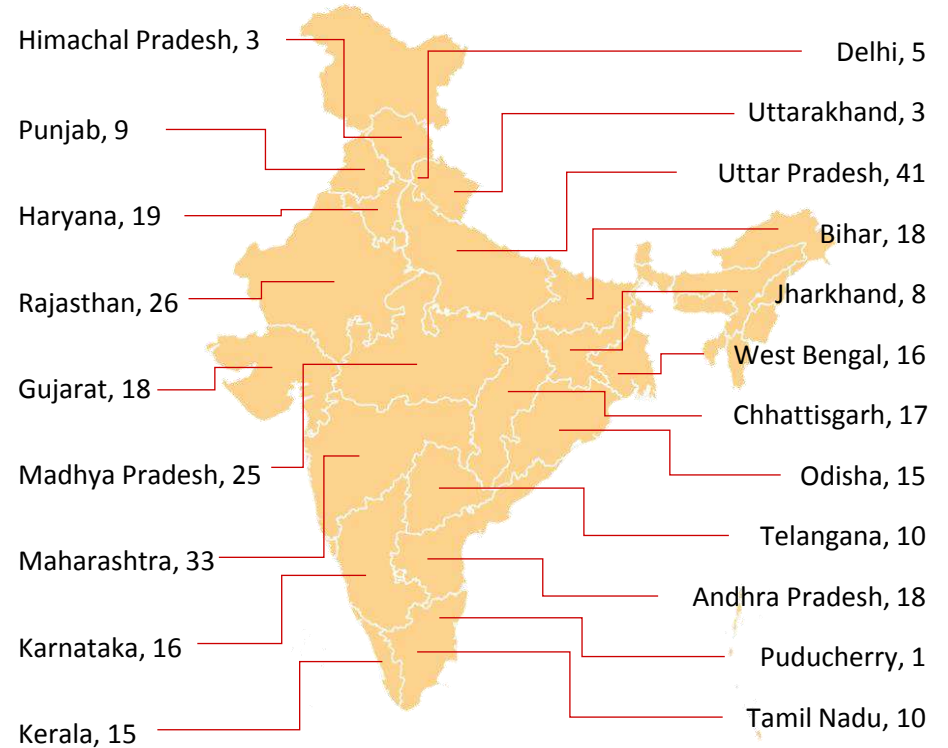 Himachal Pradesh, 3
Punjab, 9
Haryana, 19
Rajasthan, 26
Gujarat, 18
Madhya Pradesh, 25
Maharashtra, 33
Karnataka, 16
Kerala, 15
Delhi, 5
Uttarakhand, 3
Uttar Pradesh, 41
Bihar, 18
Jharkhand, 8
West Bengal, 16
Chhattisgarh, 17
Odisha, 15
Telangana, 10
Andhra Pradesh, 18
Puducherry, 1
Tamil Nadu, 10